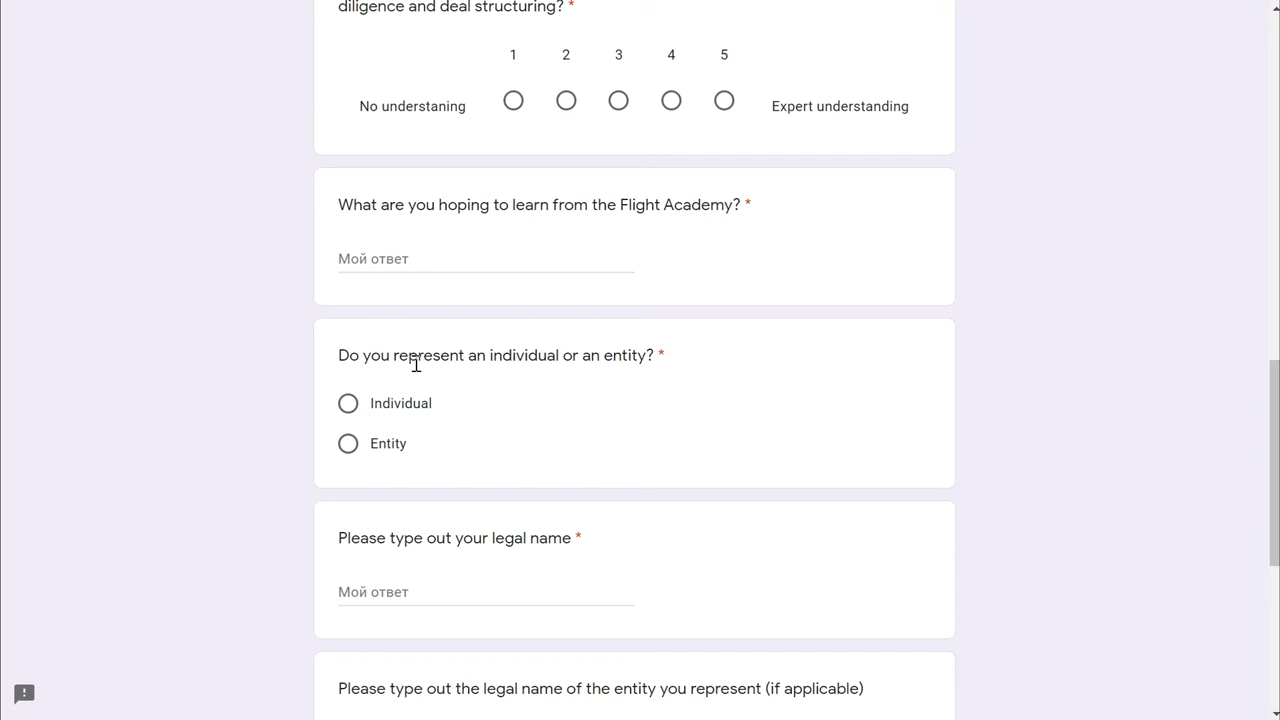 diligence and deal structuring? *
1 2 3 4 5
No understaning Expert understanding
What are you hoping to learn from the Flight Academy? *
Мой ответ
Do you represent an individual or an entity? *
Individual
Entity
Please type out your legal name *
Мой ответ
Please type out the legal name of the entity you represent (if applicable)